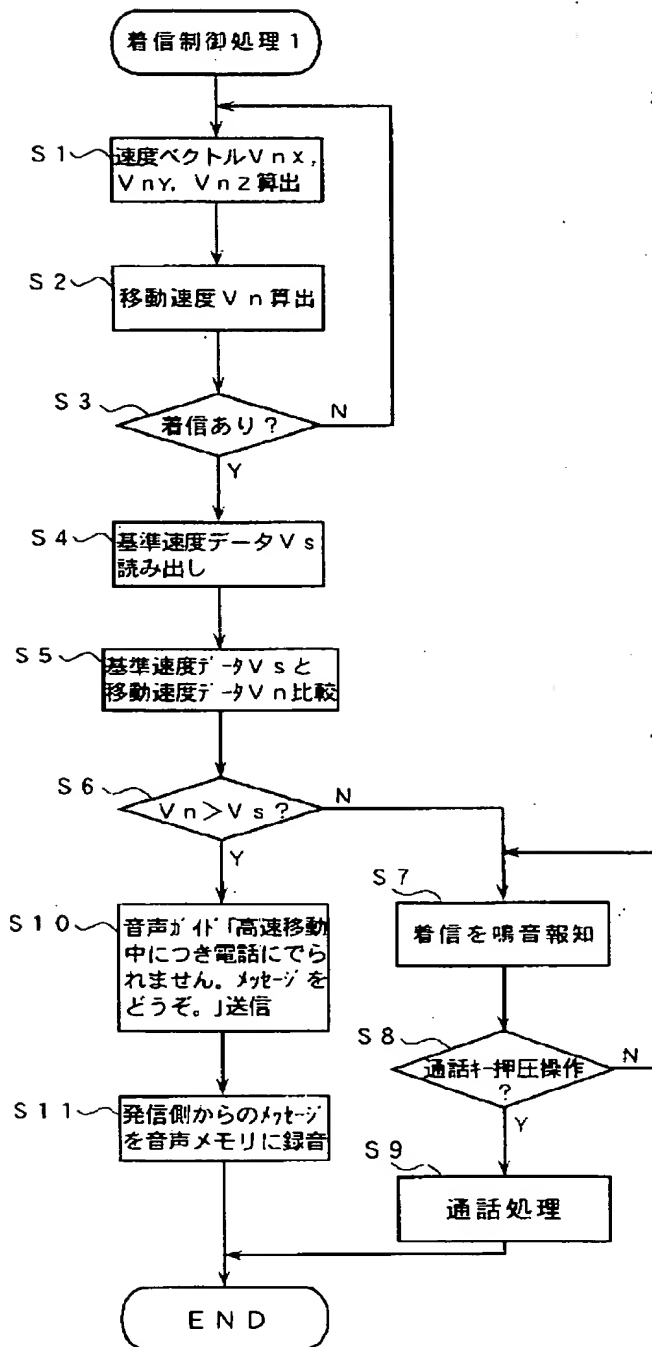 着信制御処理1
S1
速度ベクトルVnX,
VnY, VnZ算出
S2
移動速度Vn算出
S3
着信あり?
N
Y
S4
基準速度データVs
読み出し
S5
基準速度データVsと
移動速度データVn比較
S6
Vn>Vs?
N
Y
S7
着信を鳴音報知
S10
音声ガイド「高速移動
中につき電話にでら
れません。メッセージを
どうぞ。」送信
S8
通話キー押圧操作
?
N
Y
S11
発信側からのメッセージ
を音声メモリに録音
S9
通話処理
END